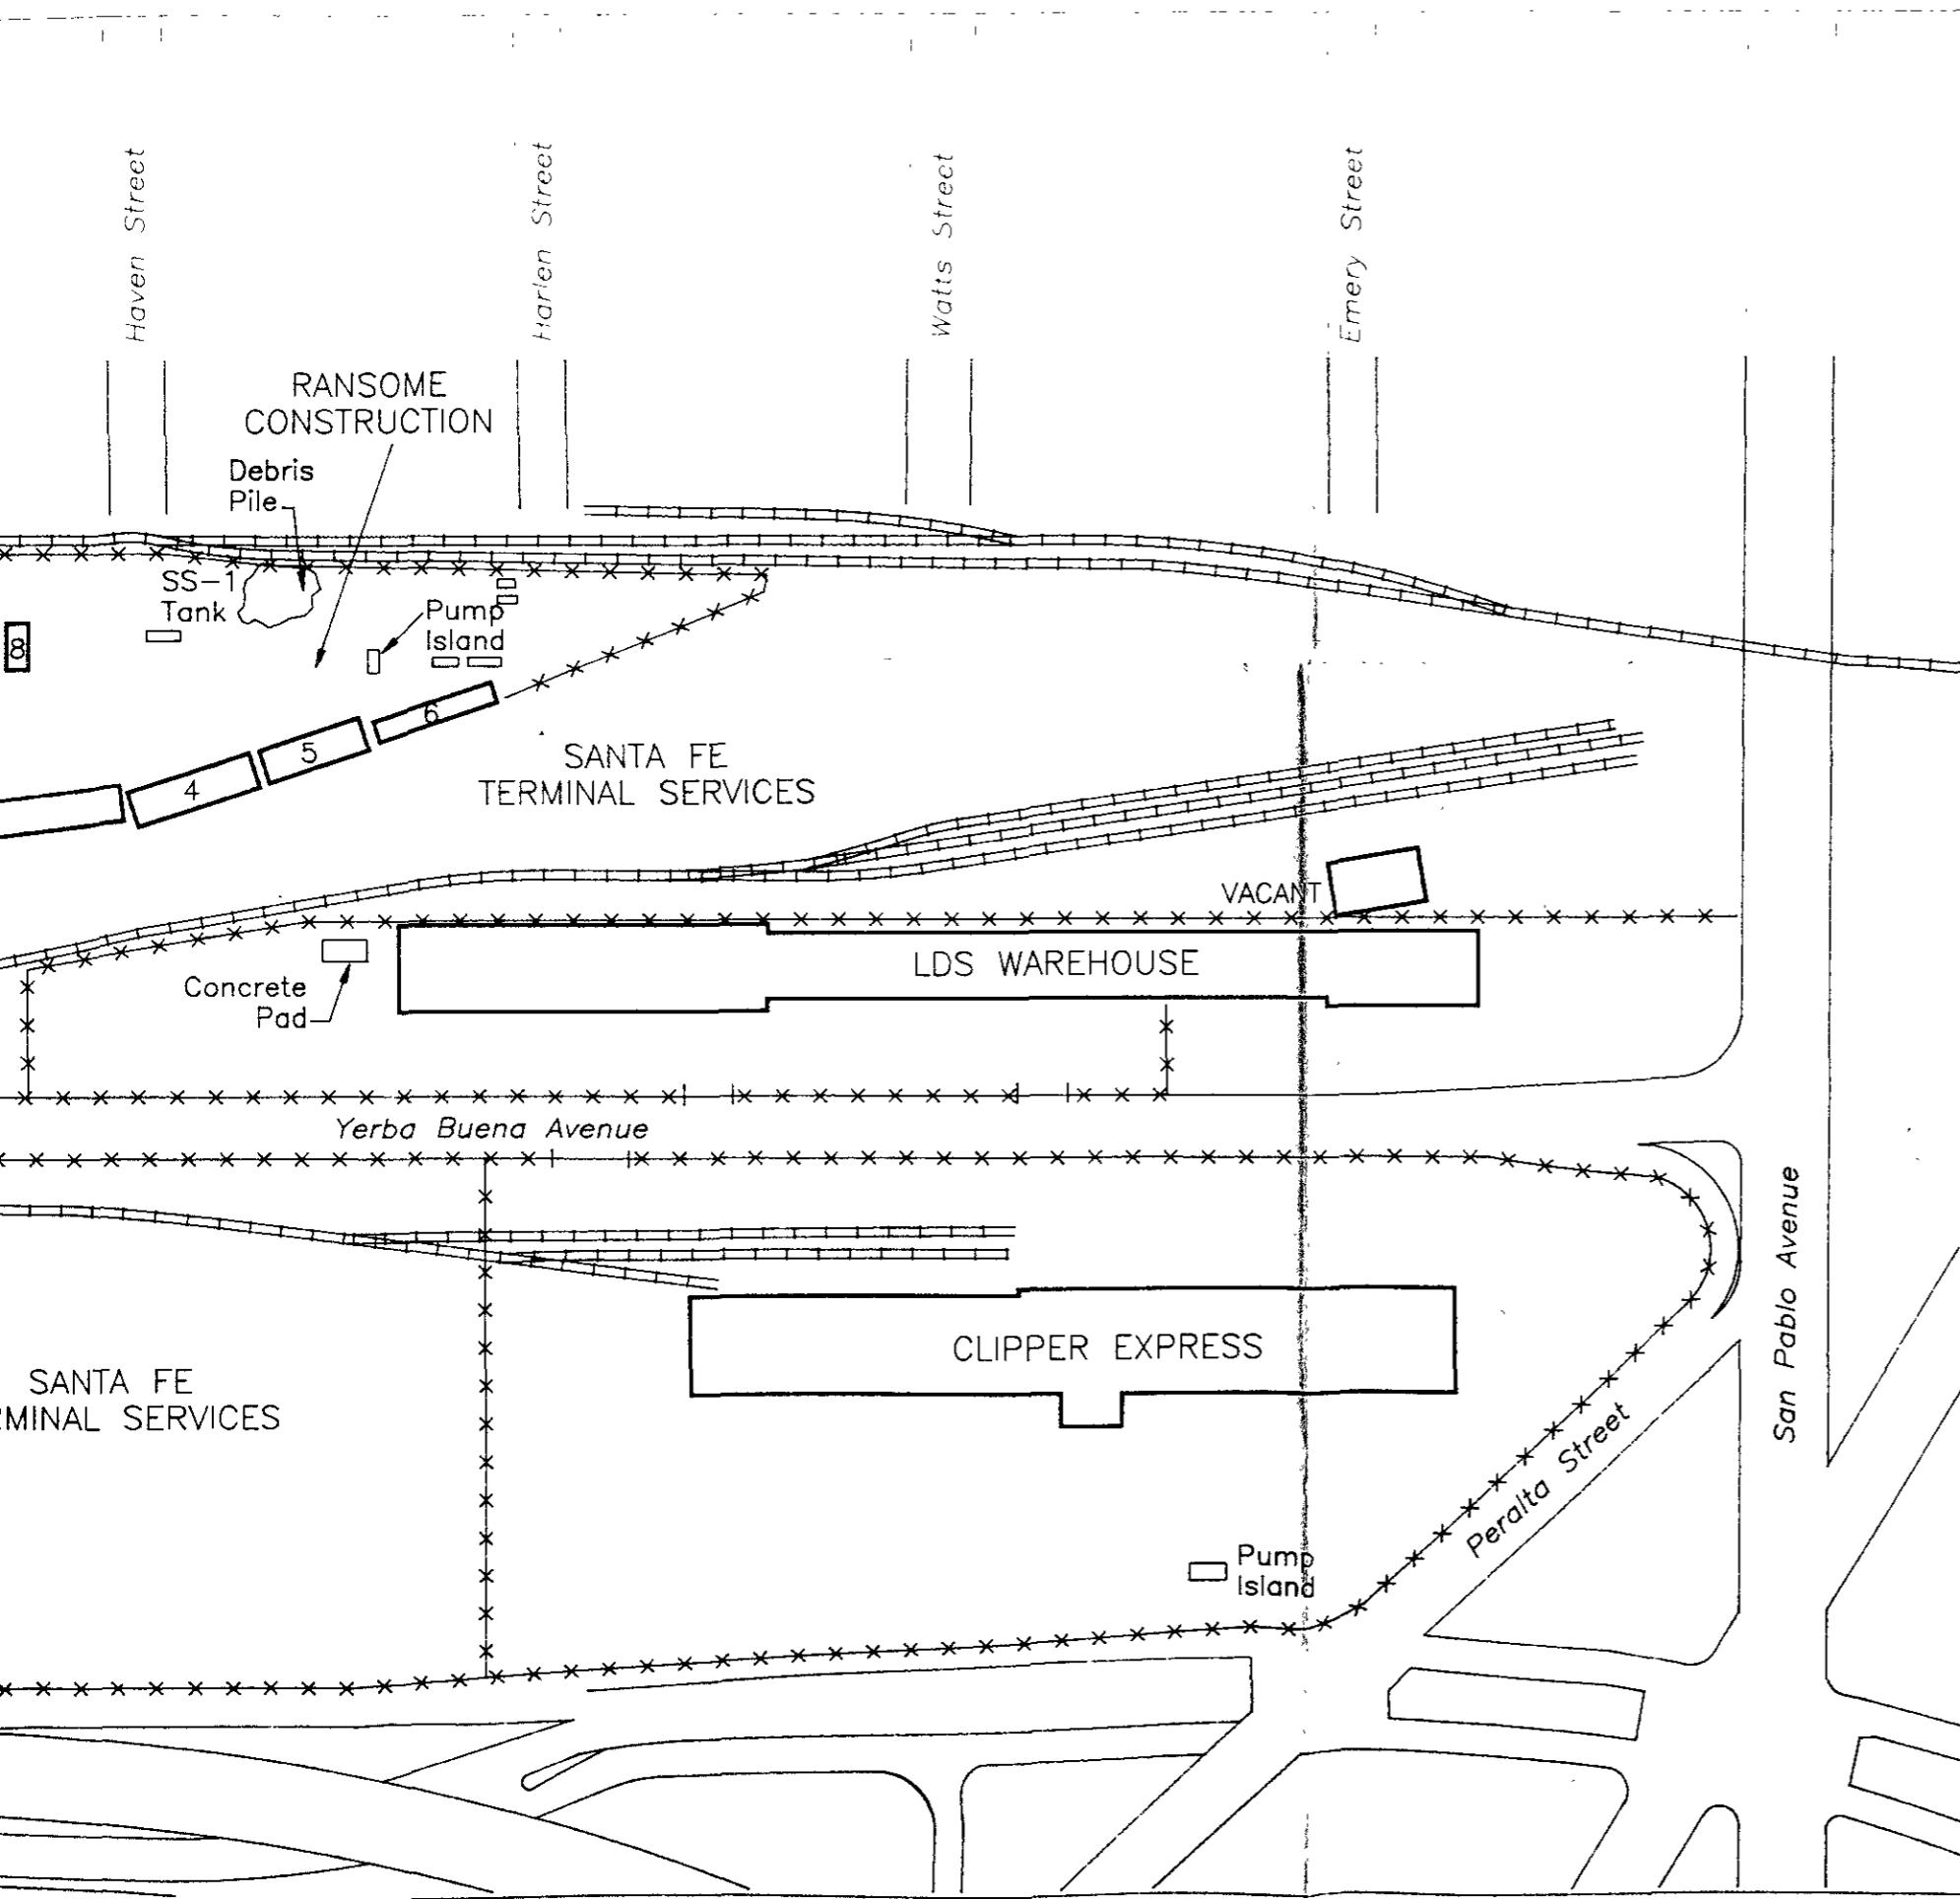 Haven Street
Harlen Street
Watts Street
Emery Street
RANSOME
CONSTRUCTION
Debris
Pile
SS-1
Tank
Pump
Island
8
6
5
4
SANTA FE
TERMINAL SERVICES
VACANT
LDS WAREHOUSE
Concrete
Pad
Yerba Buena Avenue
San Pablo Avenue
CLIPPER EXPRESS
SANTA FE
RMINAL SERVICES
Peralta Street
Pump
Island